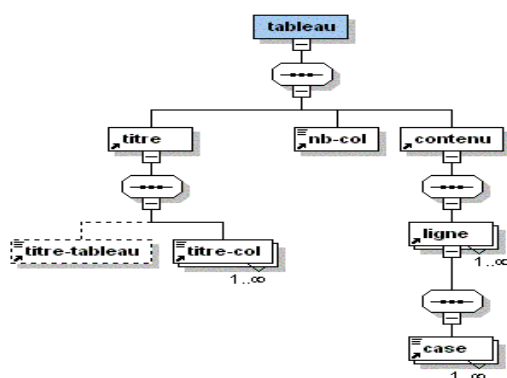 tableau
titre nb-col contenu
titre-tableau titre-col ligne
1..∞ 1..∞
case
1..∞